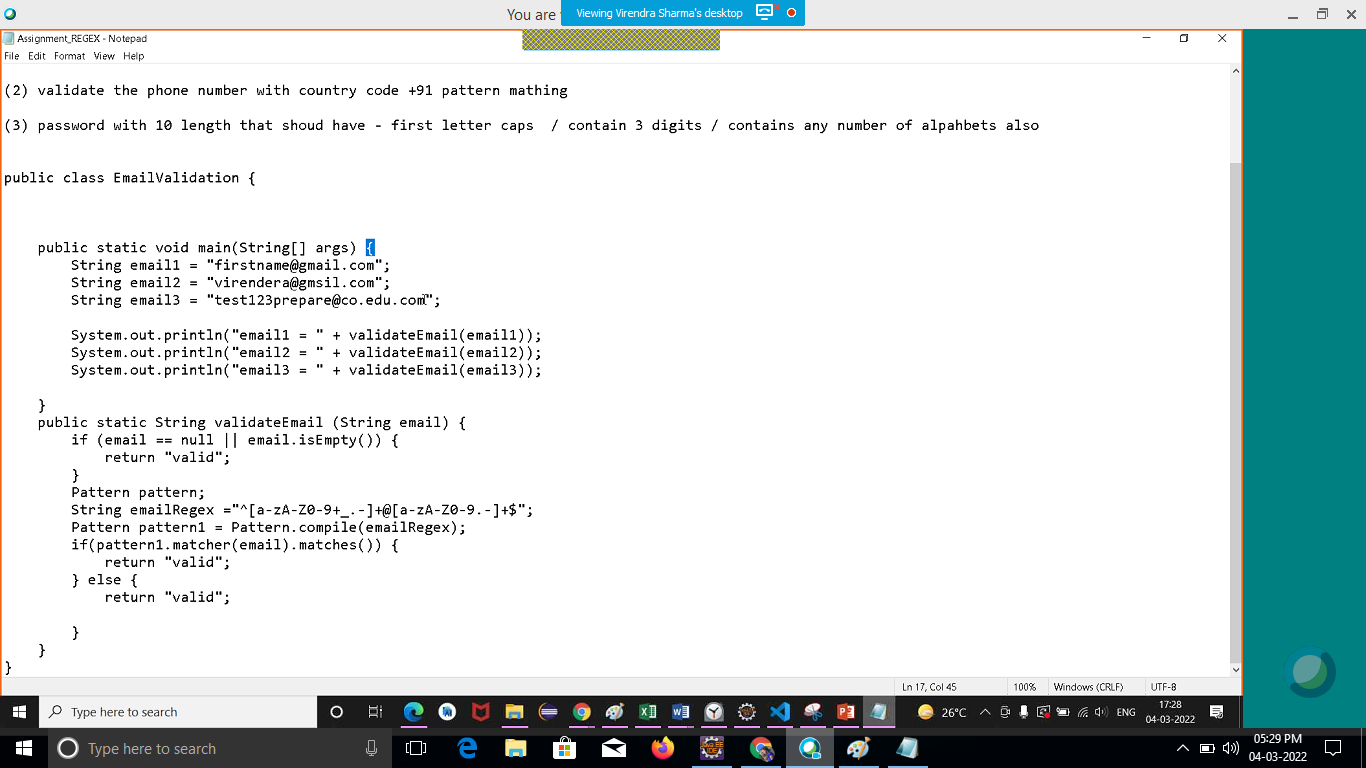 You are
Viewing Virendra Sharma's desktop
Assignment_REGEX - Notepad
File Edit Format View Help
(2) validate the phone number with country code +91 pattern mathing
(3) password with 10 length that shoud have - first letter caps / contain 3 digits / contains any number of alpahbets also
public class EmailValidation {
public static void main(String[] args) {
String email1 = "firstname@gmail.com";
String email2 = "virendera@gmsil.com";
String email3 = "test123prepare@co.edu.com";
System.out.println("email1 = " + validateEmail(email1));
System.out.println("email2 = " + validateEmail(email2));
System.out.println("email3 = " + validateEmail(email3));
}
public static String validateEmail (String email) {
if (email == null || email.isEmpty()) {
return "valid";
}
Pattern pattern;
String emailRegex ="^[a-zA-Z0-9+_.-]+@[a-zA-Z0-9.-]+$";
Pattern pattern1 = Pattern.compile(emailRegex);
if(pattern1.matcher(email).matches()) {
return "valid";
} else {
return "valid";
}
}
}
Ln 17, Col 45
100%
Windows (CRLF)
UTF-8
Type here to search
26°C
ENG
17:28
04-03-2022
Type here to search
05:29 PM
04-03-2022